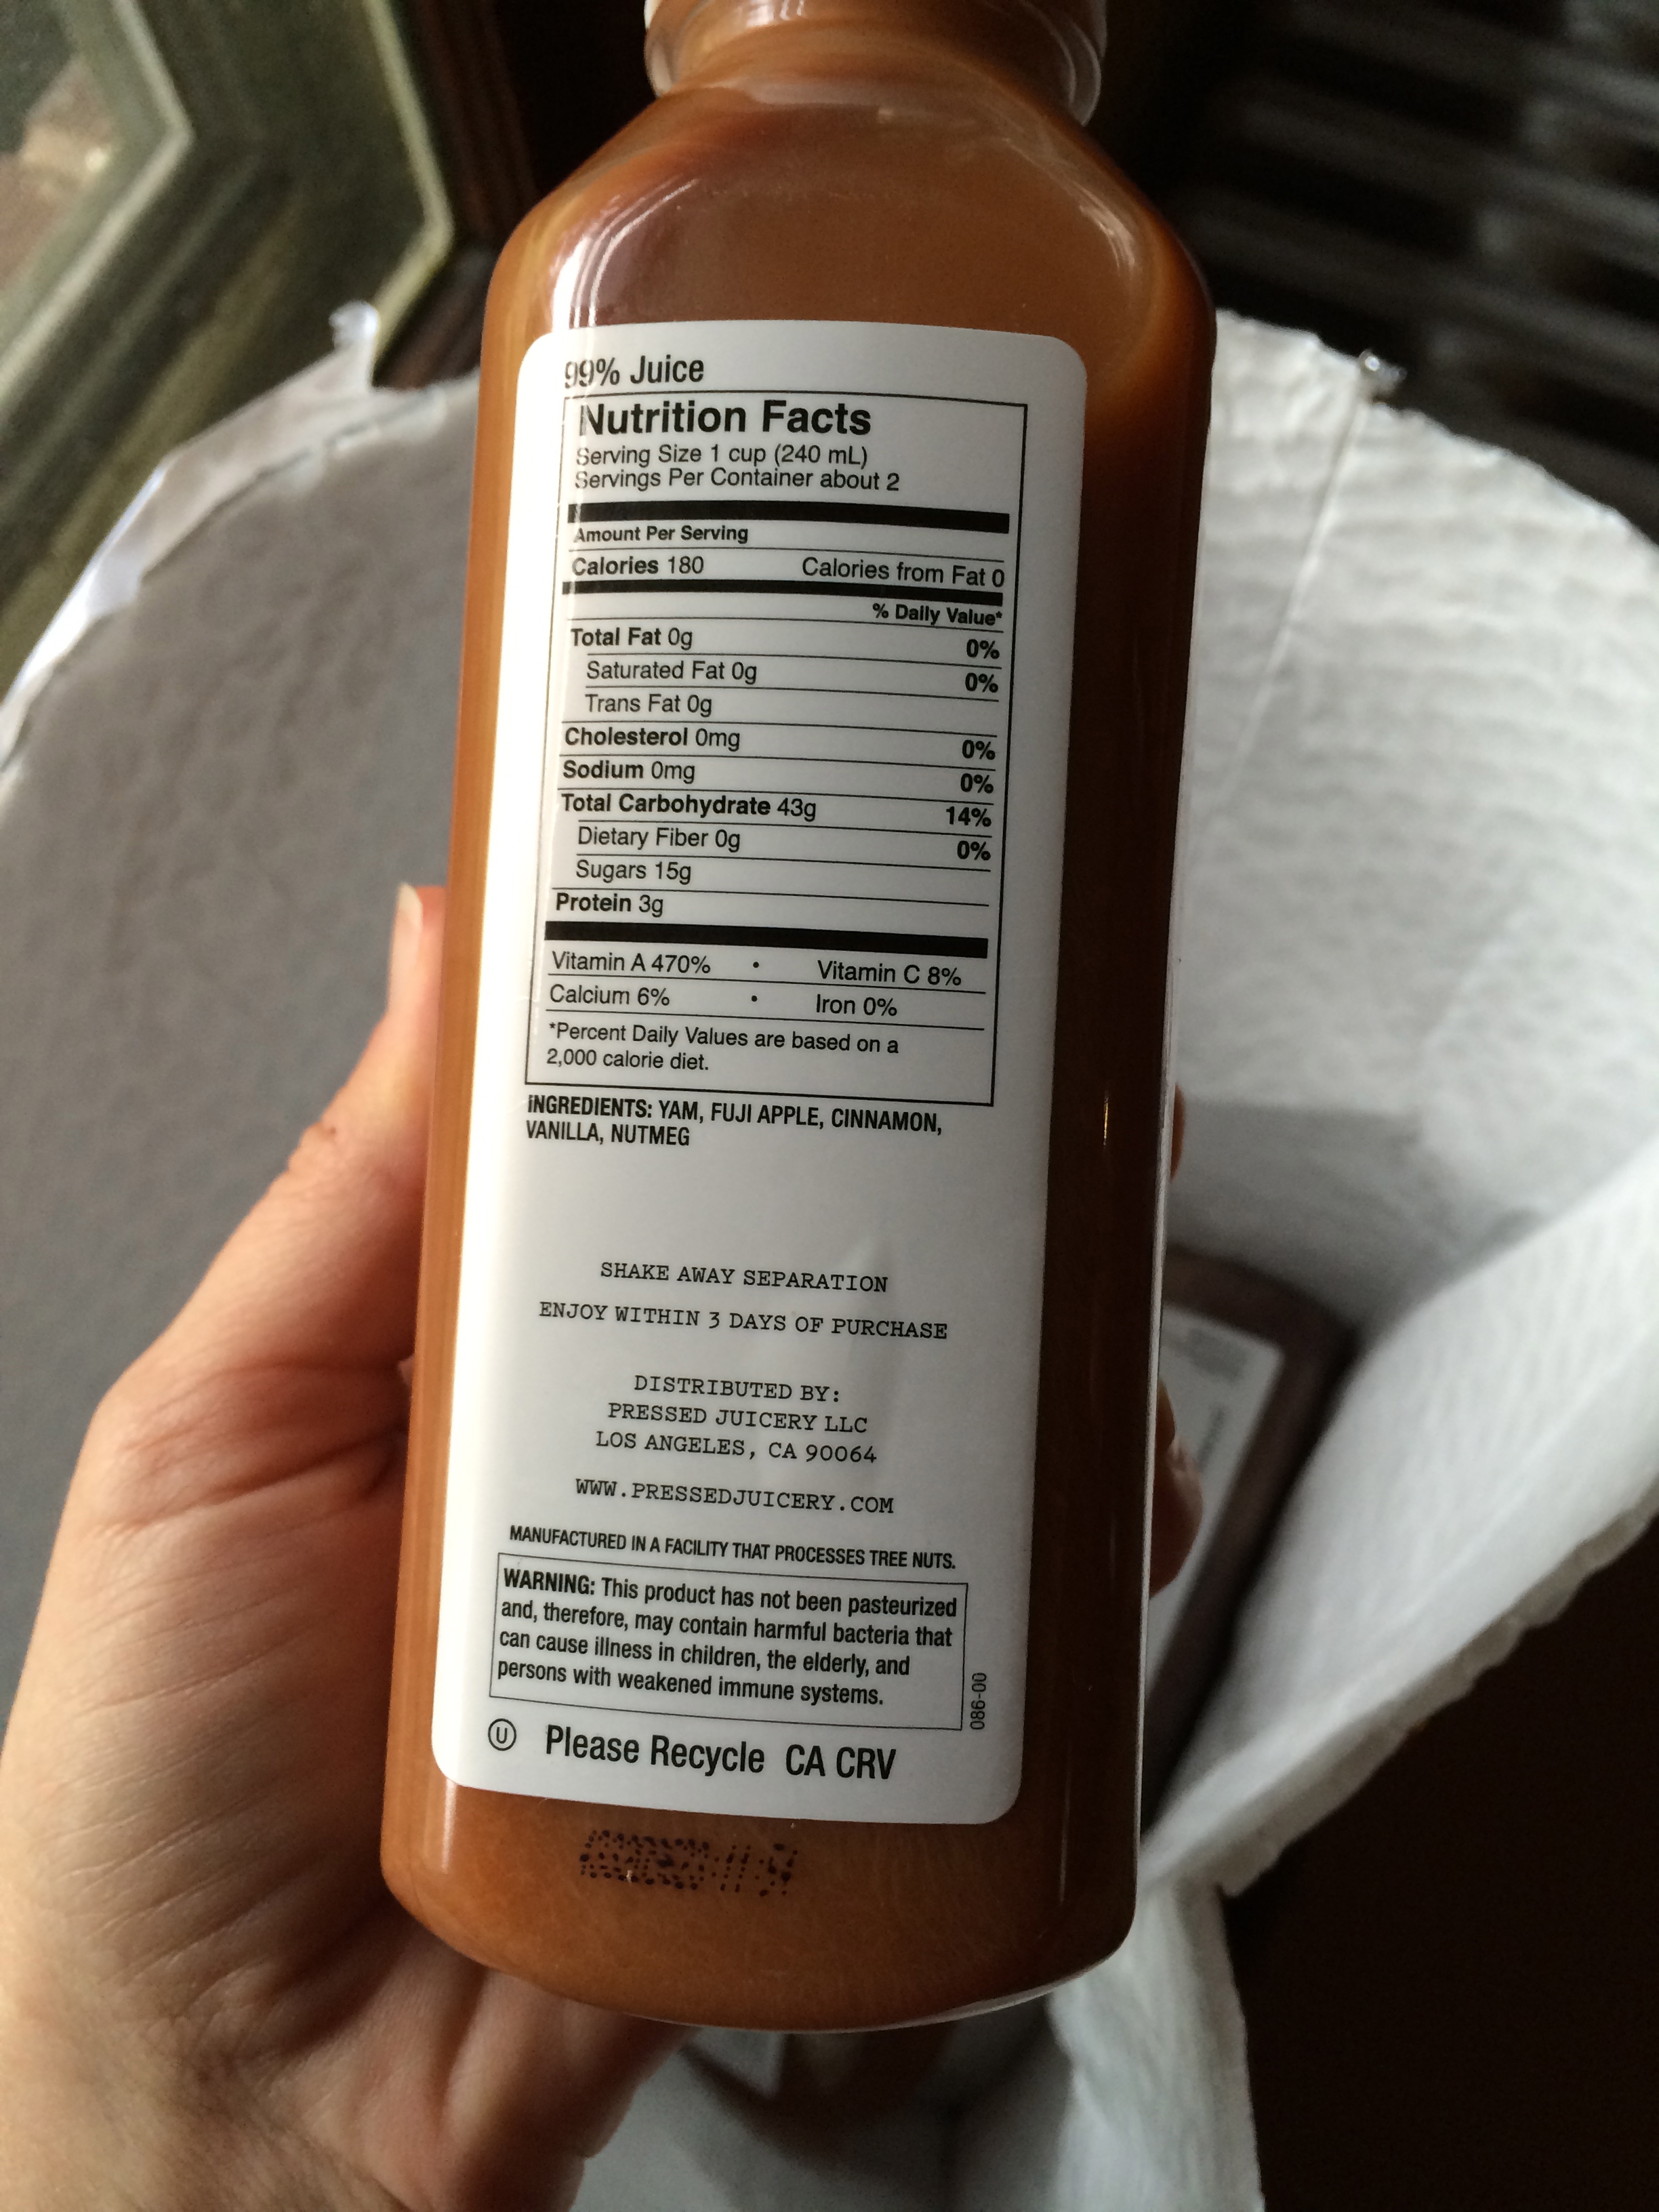 99% Juice
Nutrition Facts
Serving Size 1 cup (240 mL)
Servings Per Container about 2
Amount Per Serving
Calories 180 Calories from Fat 0
% Daily Value*
Total Fat 0g 0%
Saturated Fat 0g 0%
Trans Fat 0g
Cholesterol 0mg 0%
Sodium 0mg 0%
Total Carbohydrate 43g 14%
Dietary Fiber 0g 0%
Sugars 15g
Protein 3g
Vitamin A 470% • Vitamin C 8%
Calcium 6% • Iron 0%
*Percent Daily Values are based on a
2,000 calorie diet.
INGREDIENTS: YAM, FUJI APPLE, CINNAMON,
VANILLA, NUTMEG
SHAKE AWAY SEPARATION
ENJOY WITHIN 3 DAYS OF PURCHASE
DISTRIBUTED BY:
PRESSED JUICERY LLC
LOS ANGELES, CA 90064
WWW.PRESSEDJUICERY.COM
MANUFACTURED IN A FACILITY THAT PROCESSES TREE NUTS.
WARNING: This product has not been pasteurized
and, therefore, may contain harmful bacteria that
can cause illness in children, the elderly, and
persons with weakened immune systems.
086-00
U Please Recycle CA CRV